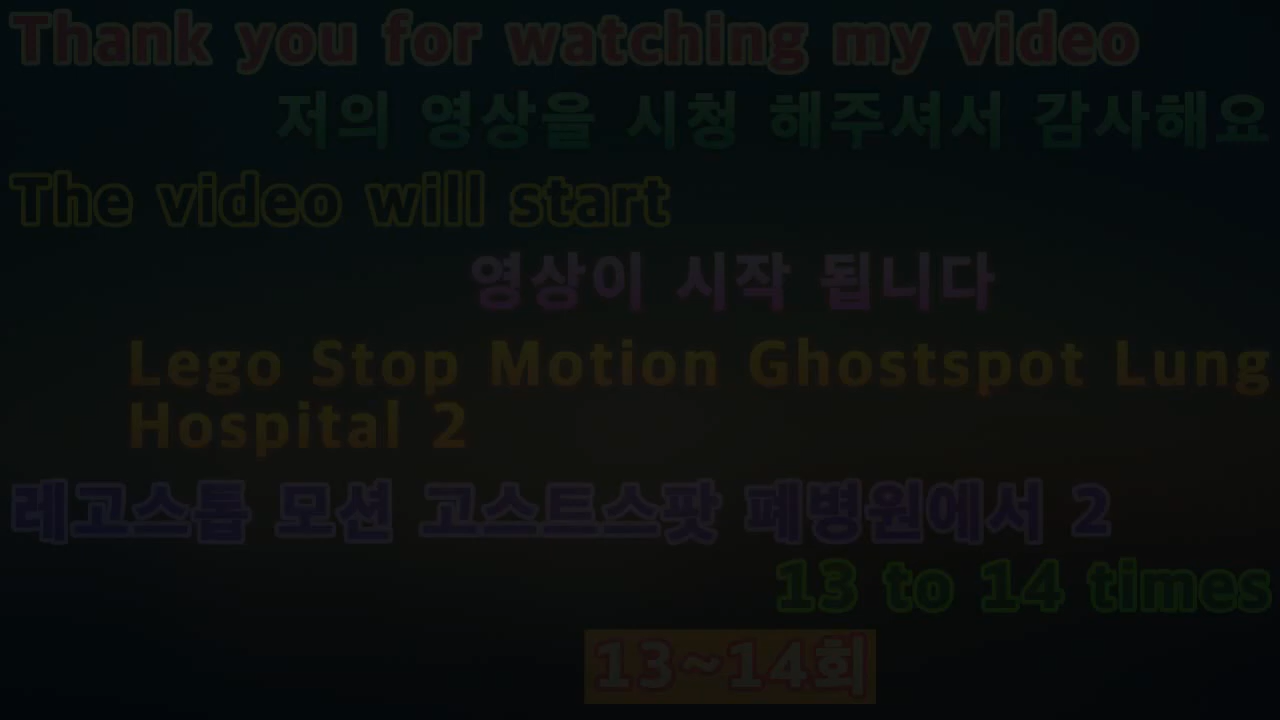 Thank you for watching my video
저의 영상을 시청 해주셔서 감사해요
The video will start
영상이 시작 됩니다
Lego Stop Motion Ghostspot Lung
Hospital 2
레고스톱 모션 고스트스팟 폐병원에서 2
13 to 14 times
13~14회